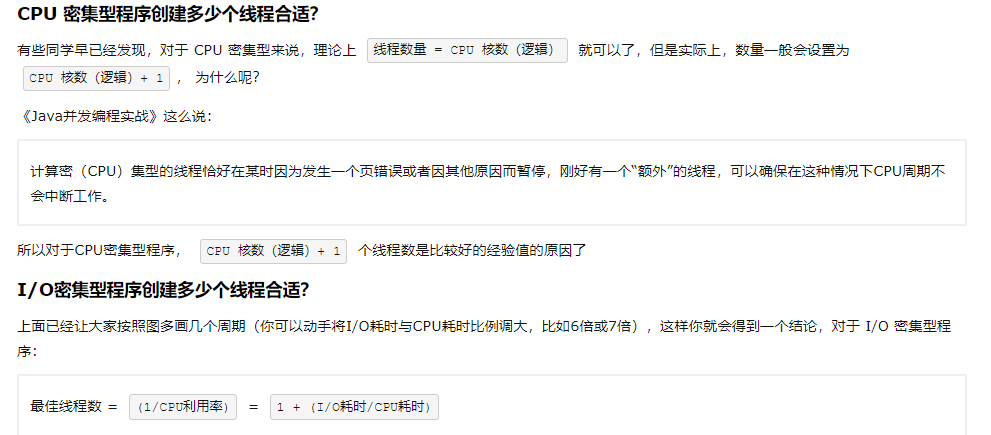 CPU 密集型程序创建多少个线程合适？
有些同学早已经发现，对于 CPU 密集型来说，理论上 线程数量 = CPU 核数（逻辑） 就可以了，但是实际上，数量一般会设置为
CPU 核数（逻辑）+ 1 ， 为什么呢？
《Java并发编程实战》这么说：
计算密（CPU）集型的线程恰好在某时因为发生一个页错误或者因其他原因而暂停，刚好有一个“额外”的线程，可以确保在这种情况下CPU周期不
会中断工作。
所以对于CPU密集型程序， CPU 核数（逻辑）+ 1 个线程数是比较好的经验值的原因了
I/O密集型程序创建多少个线程合适？
上面已经让大家按照图多画几个周期（你可以动手将I/O耗时与CPU耗时比例调大，比如6倍或7倍），这样你就会得到一个结论，对于 I/O 密集型程
序：
最佳线程数 = （1/CPU利用率） = 1 + （I/O耗时/CPU耗时）